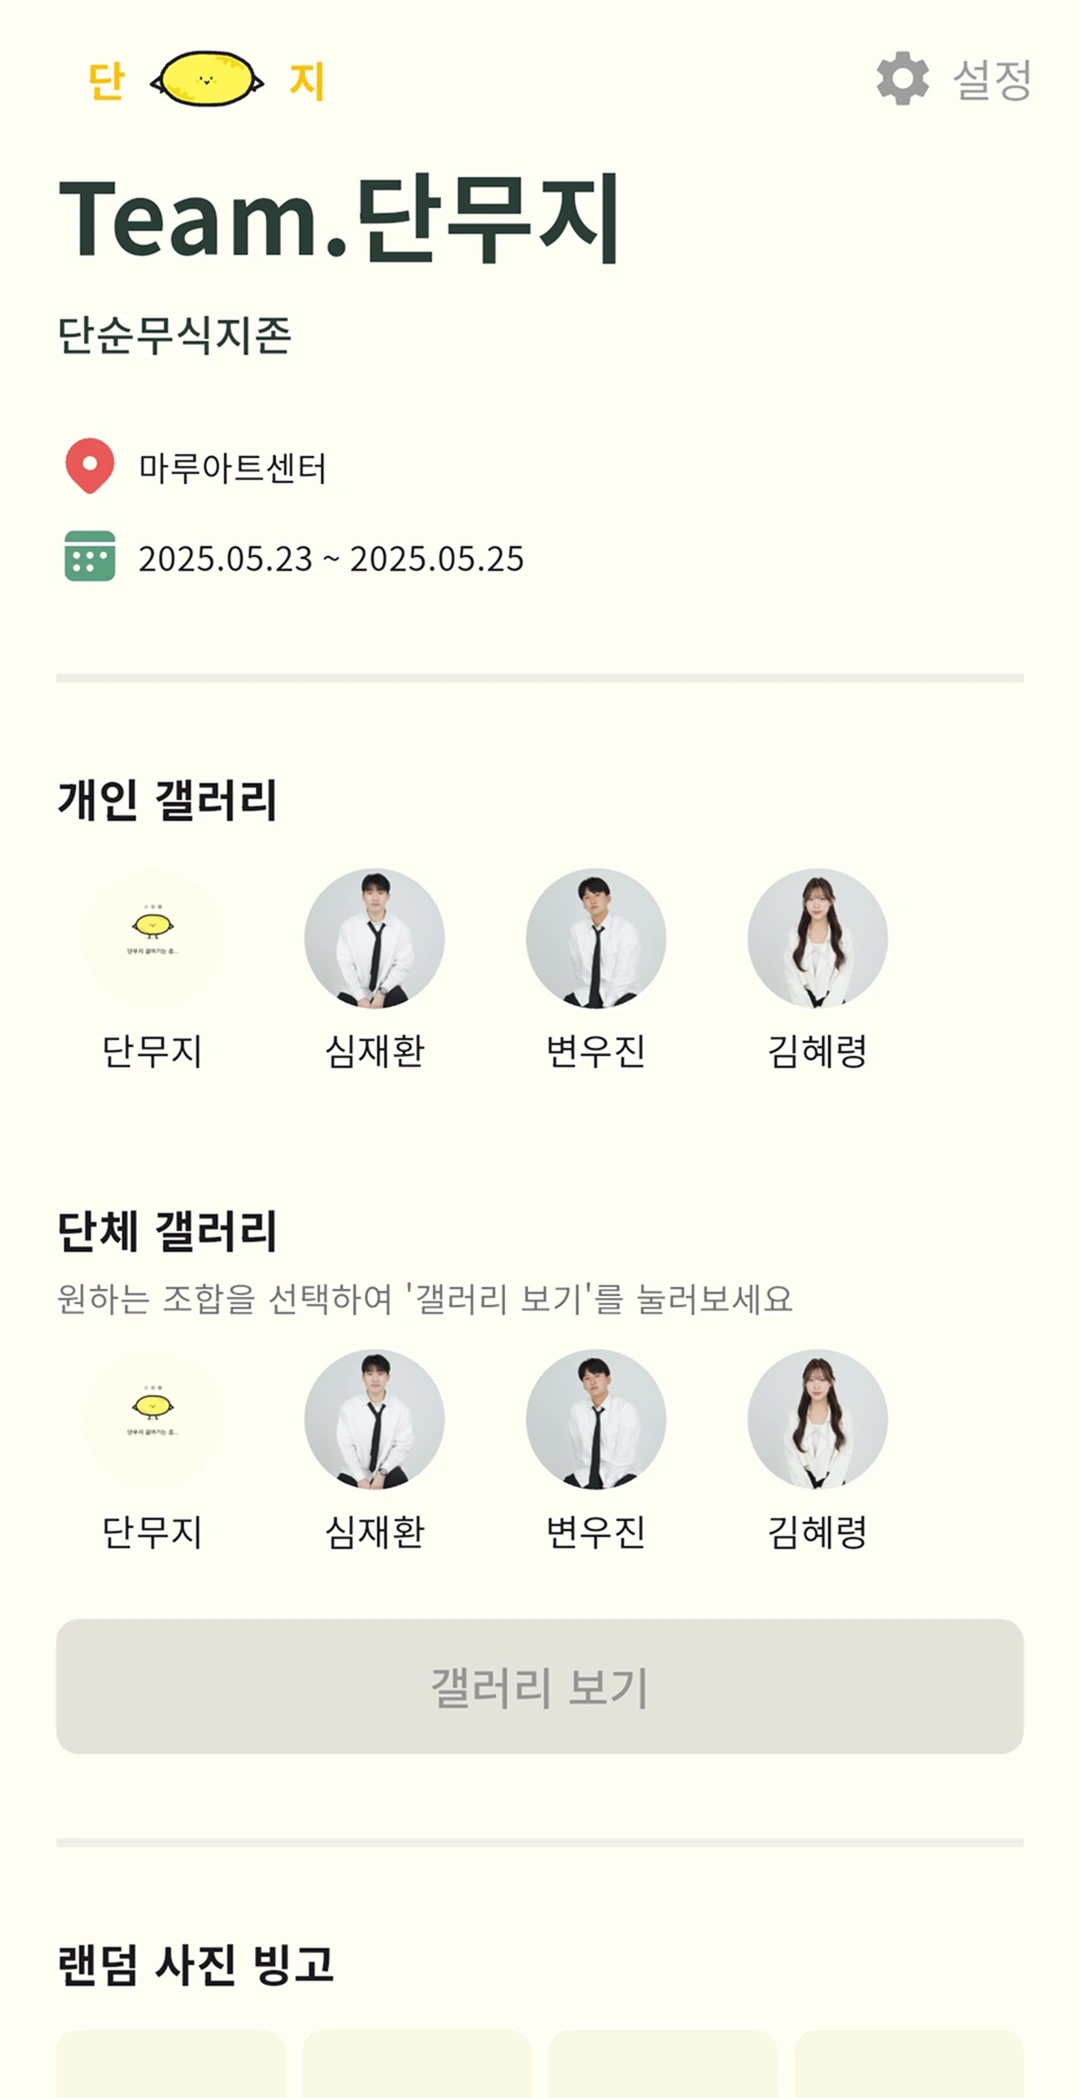 단 지
설정
Team.단무지
단순무식지존
마루아트센터
2025.05.23 ~ 2025.05.25
개인 갤러리
단무지 심재환 변우진 김혜령
단체 갤러리
원하는 조합을 선택하여 '갤러리 보기'를 눌러보세요
단무지 심재환 변우진 김혜령
갤러리 보기
랜덤 사진 빙고